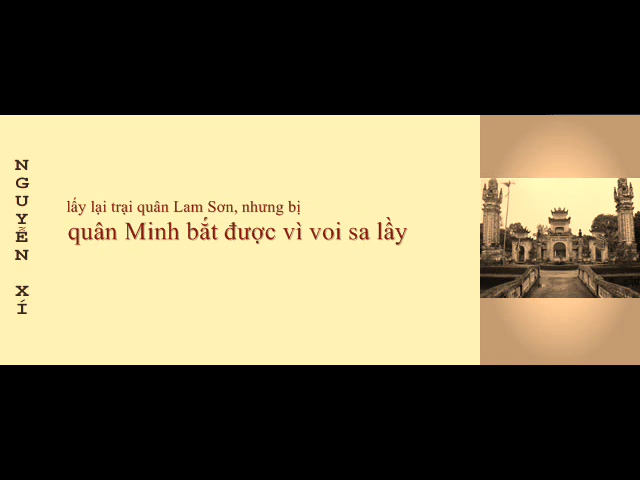 NGUYỄN XÍ
lấy lại trại quân Lam Sơn, nhưng bị
quân Minh bắt được vì voi sa lầy